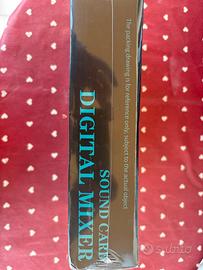 The packing drawing is for reference only, subject to the actual object
SOUND CARD
DIGITAL MIXER
subito